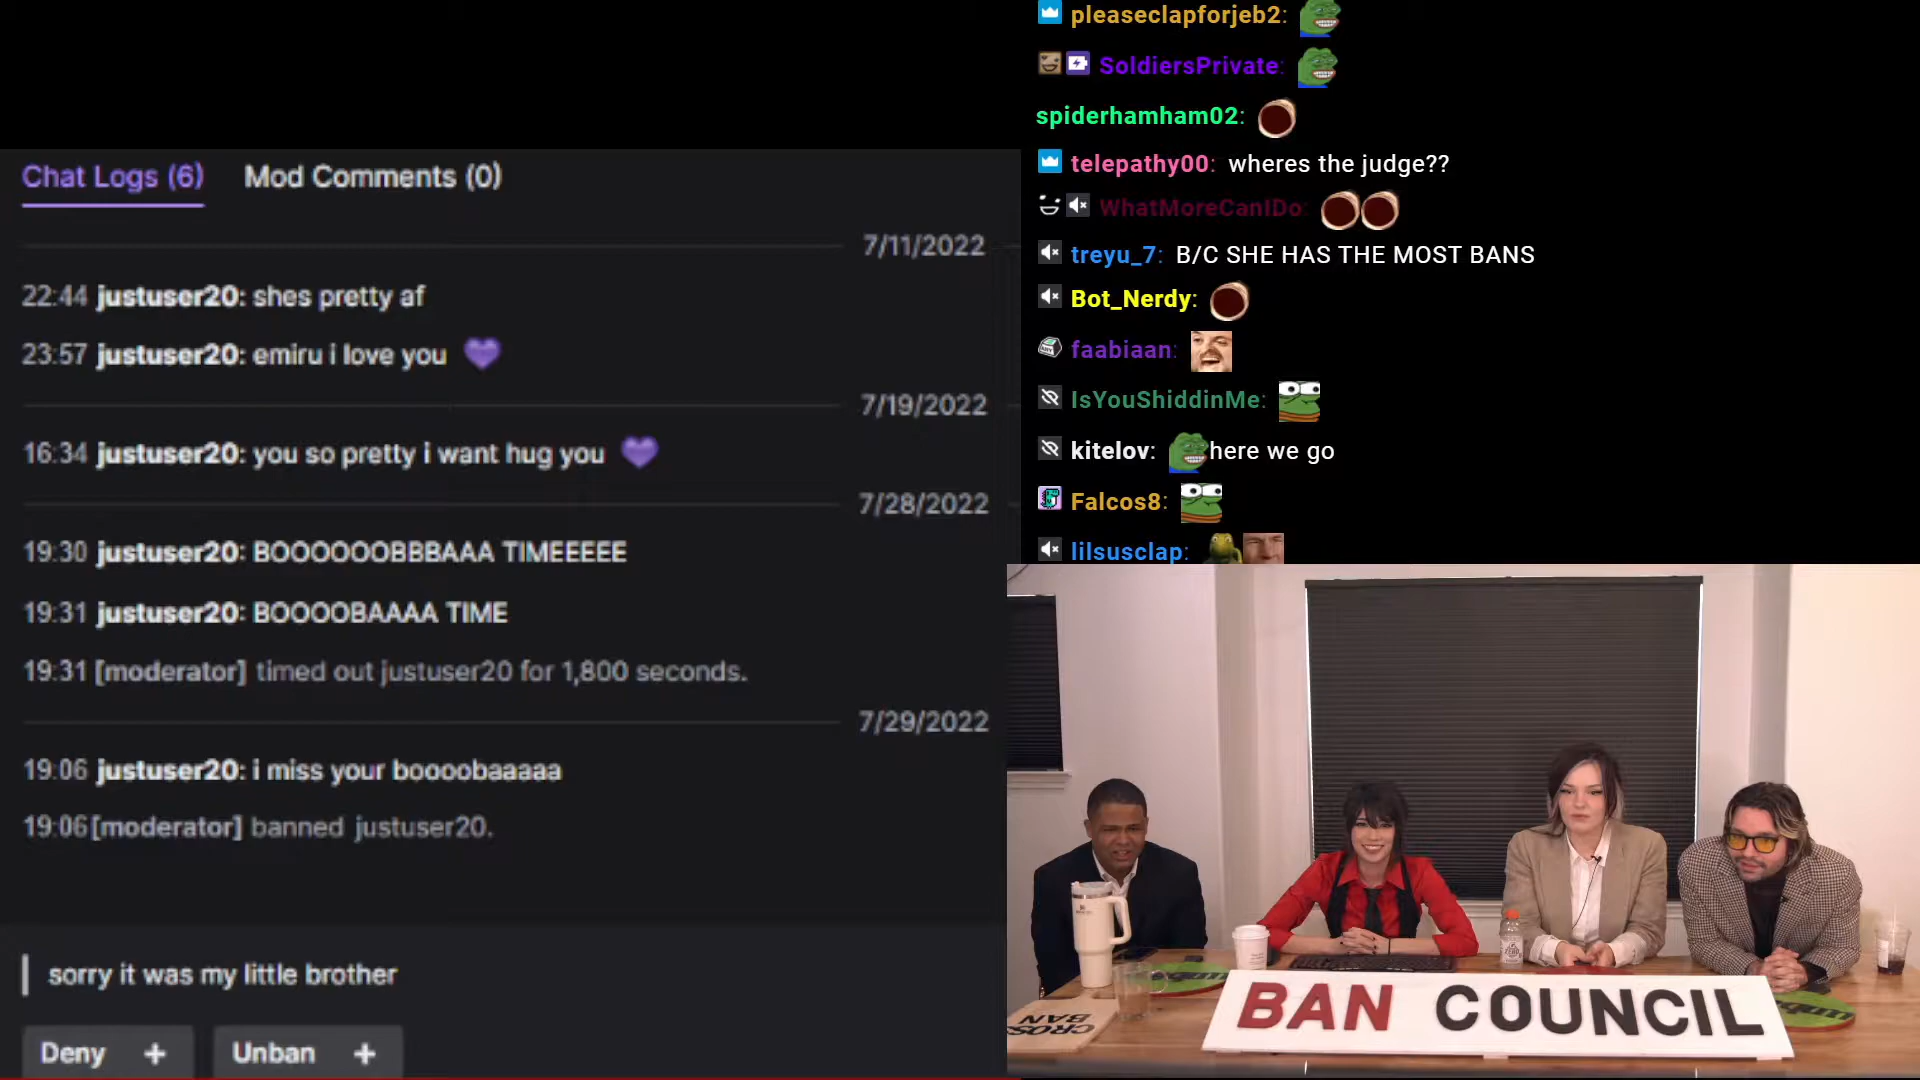 Chat Logs (6) Mod Comments (0)
7/11/2022
22:44 justuser20: shes pretty af
23:57 justuser20: emiru i love you
7/19/2022
16:34 justuser20: you so pretty i want hug you
7/28/2022
19:30 justuser20: BOOOOOOBBBAAA TIMEEEEE
19:31 justuser20: BOOOOBAAAA TIME
19:31 [moderator] timed out justuser20 for 1,800 seconds.
7/29/2022
19:06 justuser20: i miss your boooobaaaaa
19:06 [moderator] banned justuser20.
sorry it was my little brother
Deny +
Unban +
pleaseclapforjeb2:
SoldiersPrivate:
spiderhamham02:
telepathy00: wheres the judge??
WhatMoreCanIDo:
treyu_7: B/C SHE HAS THE MOST BANS
Bot_Nerdy:
faabiaan:
IsYouShiddinMe:
kitelov: here we go
Falcos8:
lilsusclap:
BAN COUNCIL
CROSS
BAN